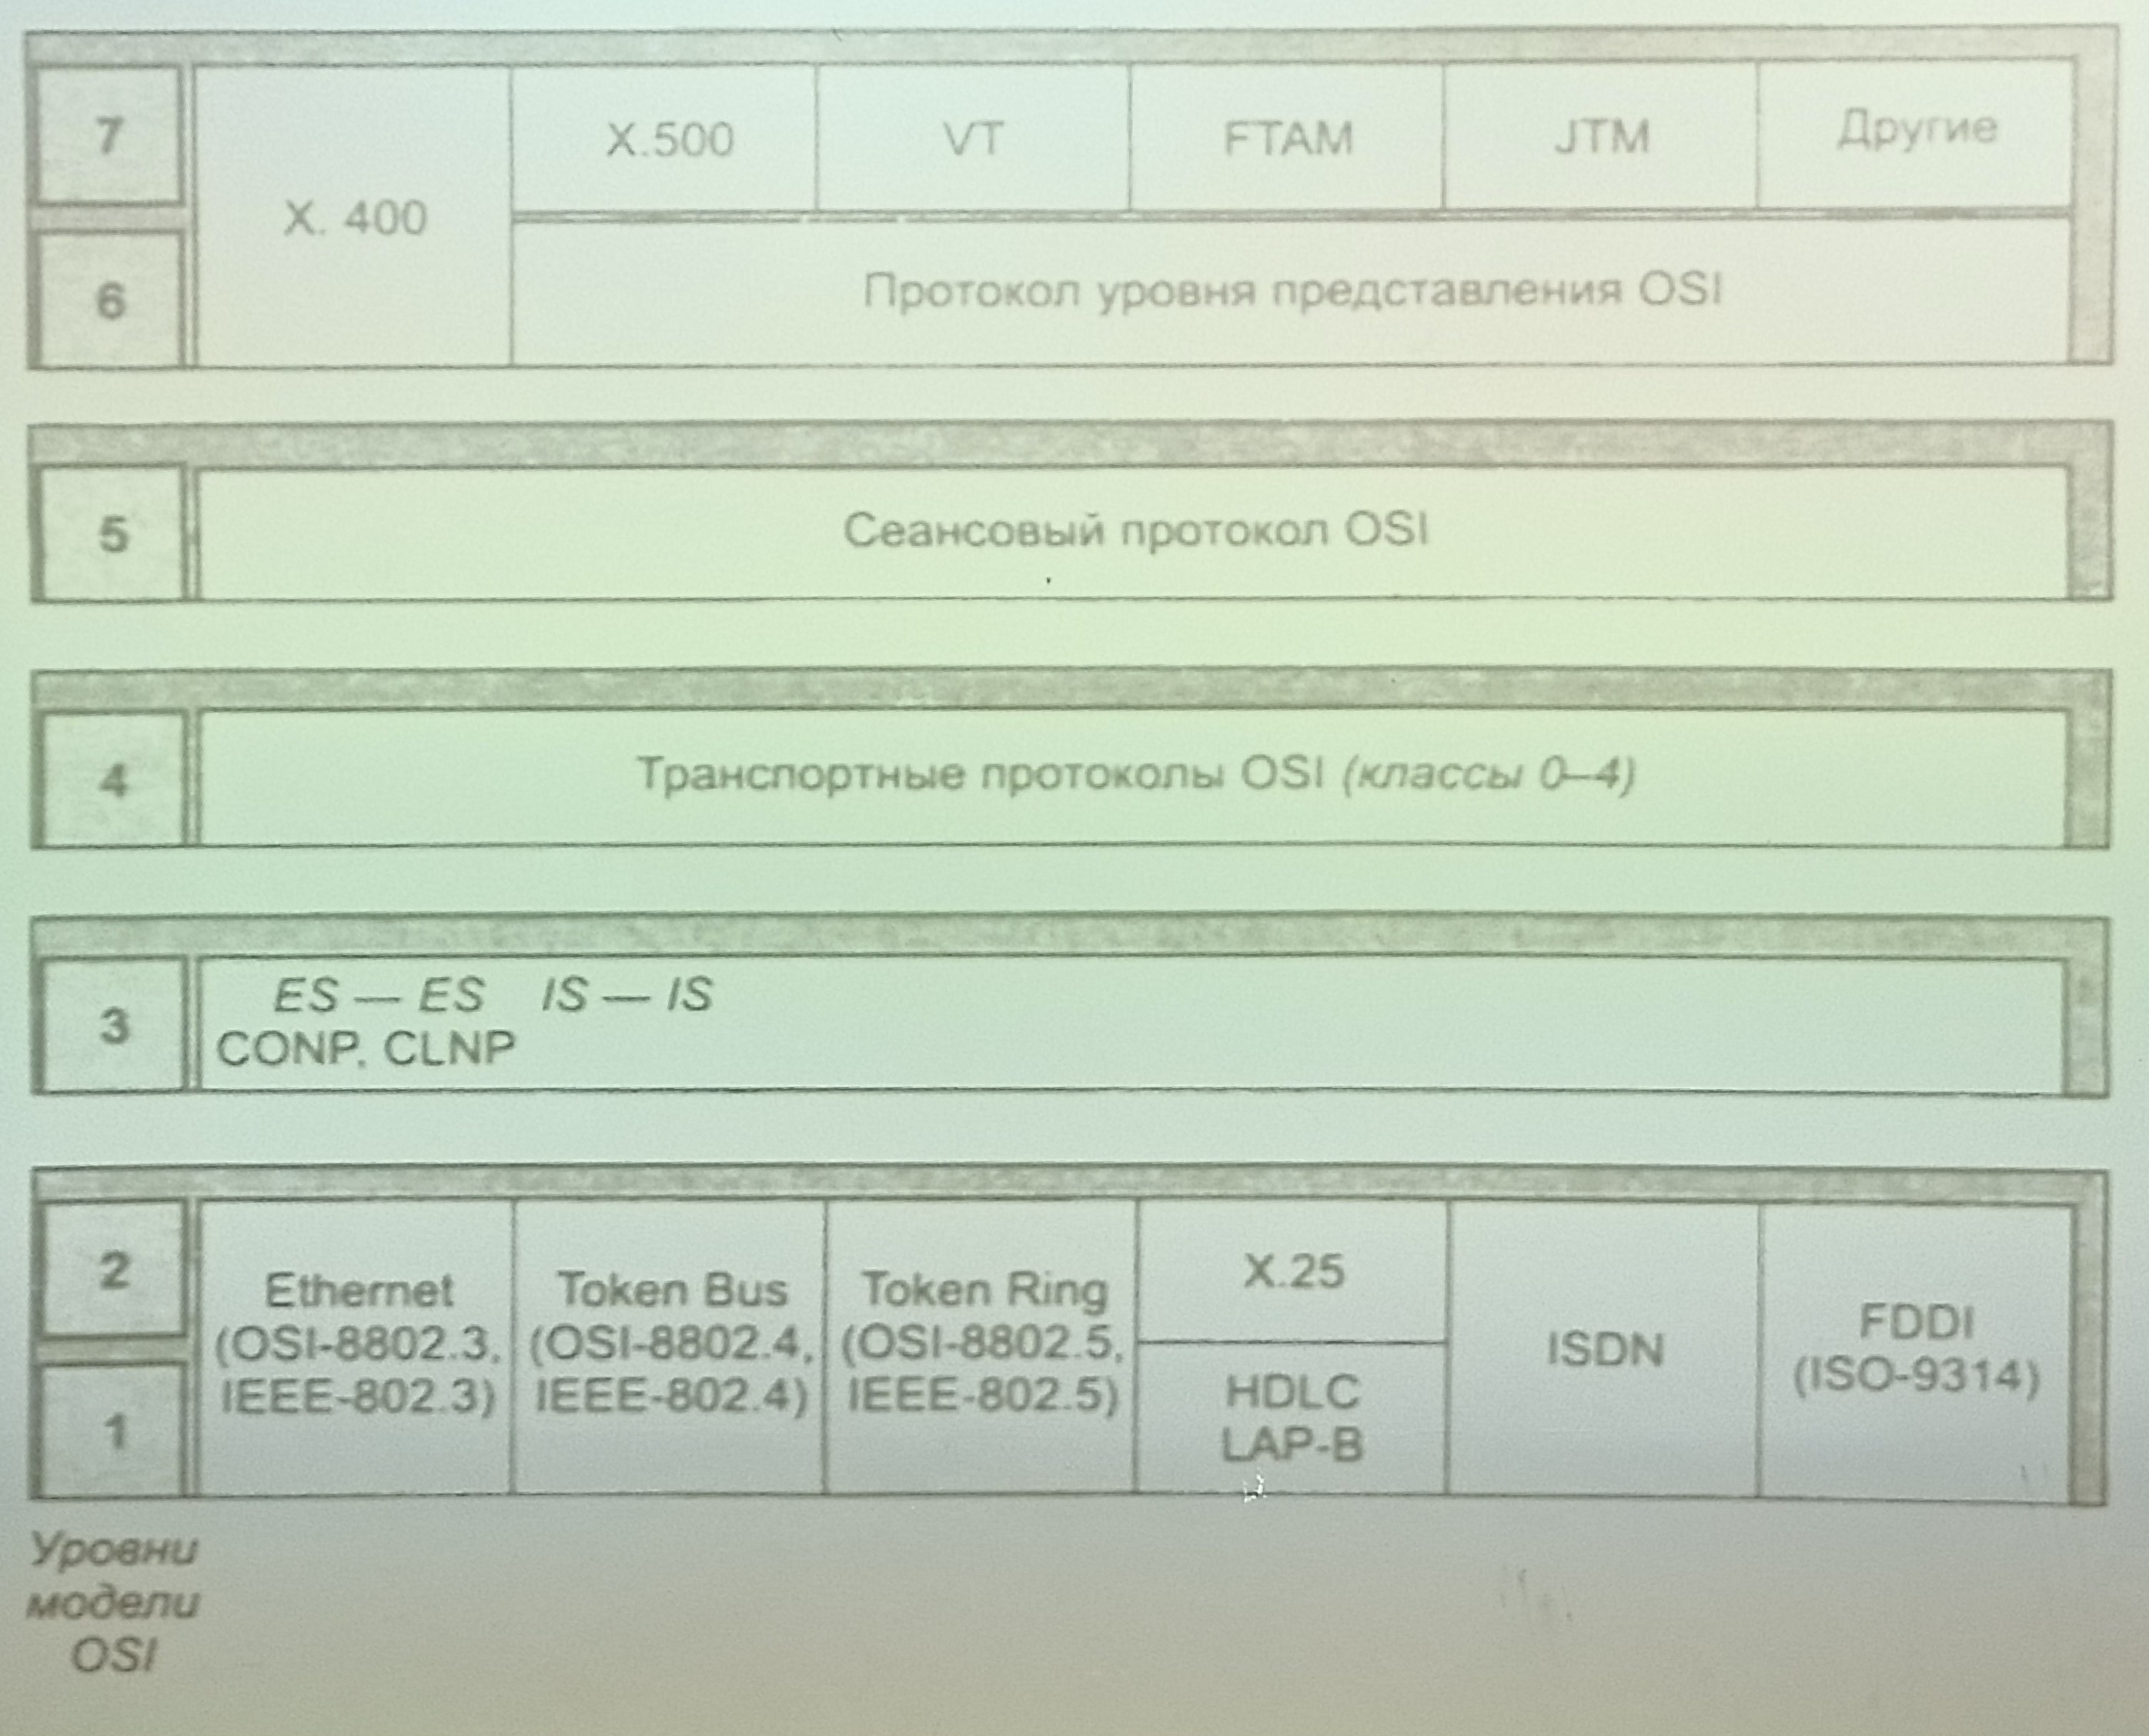 7
X. 400
X.500
VT
FTAM
JTM
Другие
6
Протокол уровня представления OSI
5
Сеансовый протокол OSI
4
Транспортные протоколы OSI (классы 0–4)
3
ES — ES IS — IS
CONP, CLNP
2
1
Ethernet
(OSI-8802.3,
IEEE-802.3)
Token Bus
(OSI-8802.4,
IEEE-802.4)
Token Ring
(OSI-8802.5,
IEEE-802.5)
X.25
HDLC
LAP-B
ISDN
FDDI
(ISO-9314)
Уровни
модели
OSI